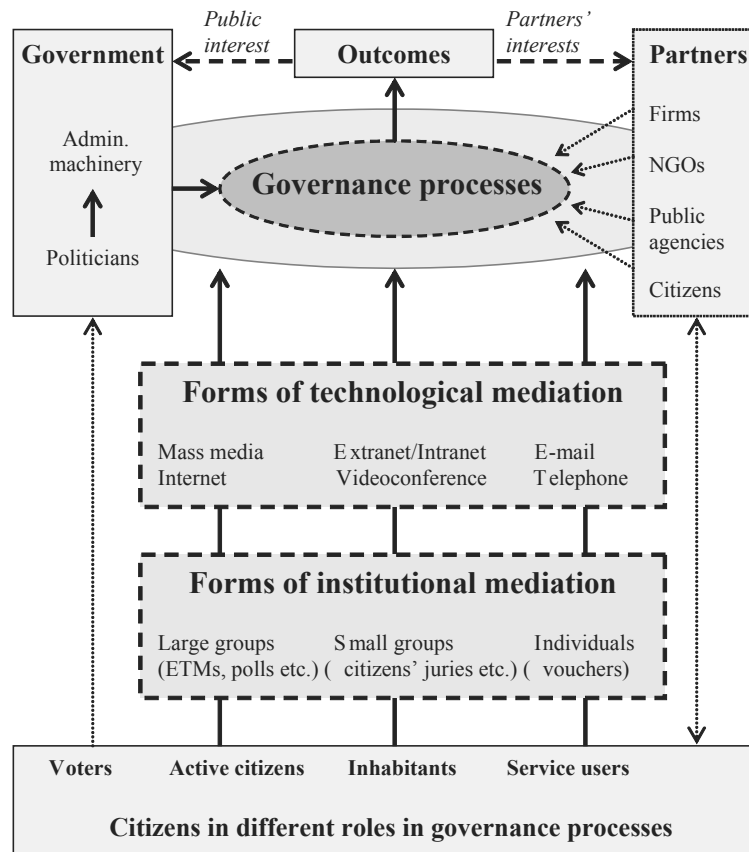 Public
interest
Partners’
interests
Government
Outcomes
Partners
Admin.
machinery
Politicians
Governance processes
Firms
NGOs
Public
agencies
Citizens
Forms of technological mediation
Mass media
Internet
Extranet/Intranet
Videoconference
E-mail
Telephone
Forms of institutional mediation
Large groups
(ETMs, polls etc.)
Small groups
( citizens’ juries etc.)
Individuals
( vouchers)
Voters
Active citizens
Inhabitants
Service users
Citizens in different roles in governance processes